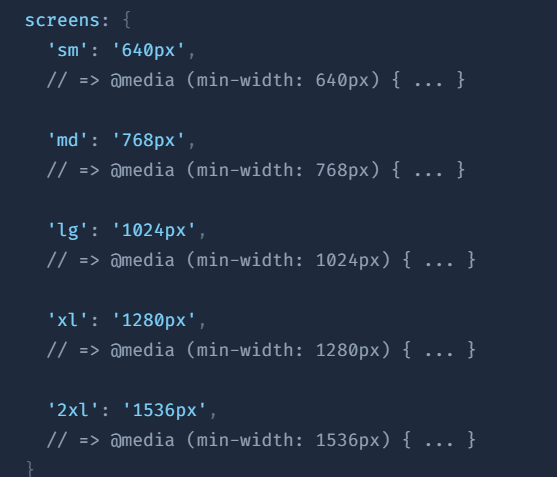 screens: {
'sm': '640px',
// => @media (min-width: 640px) { ... }
'md': '768px',
// => @media (min-width: 768px) { ... }
'lg': '1024px',
// => @media (min-width: 1024px) { ... }
'xl': '1280px',
// => @media (min-width: 1280px) { ... }
'2xl': '1536px',
// => @media (min-width: 1536px) { ... }
}